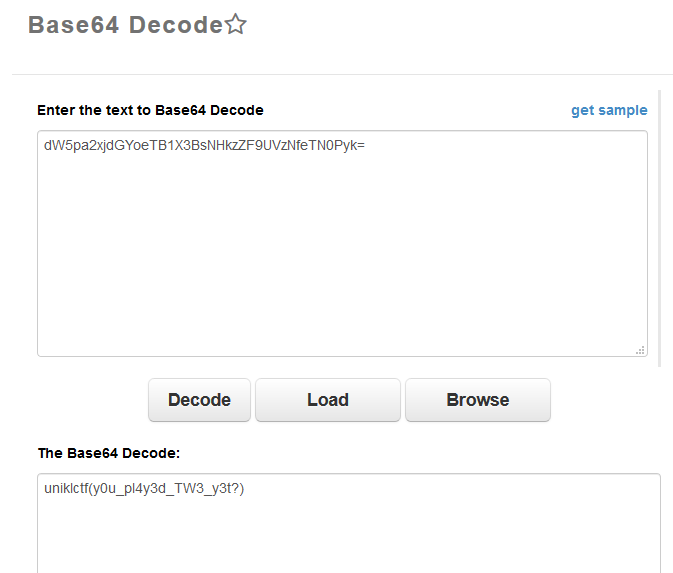 Base64 Decode
Enter the text to Base64 Decode
get sample
dW5pa2xjdGYoeTB1X3BsNHkzZF9UVzNfeTN0Pyk=
Decode
Load
Browse
The Base64 Decode:
uniklctf(y0u_pl4y3d_TW3_y3t?)